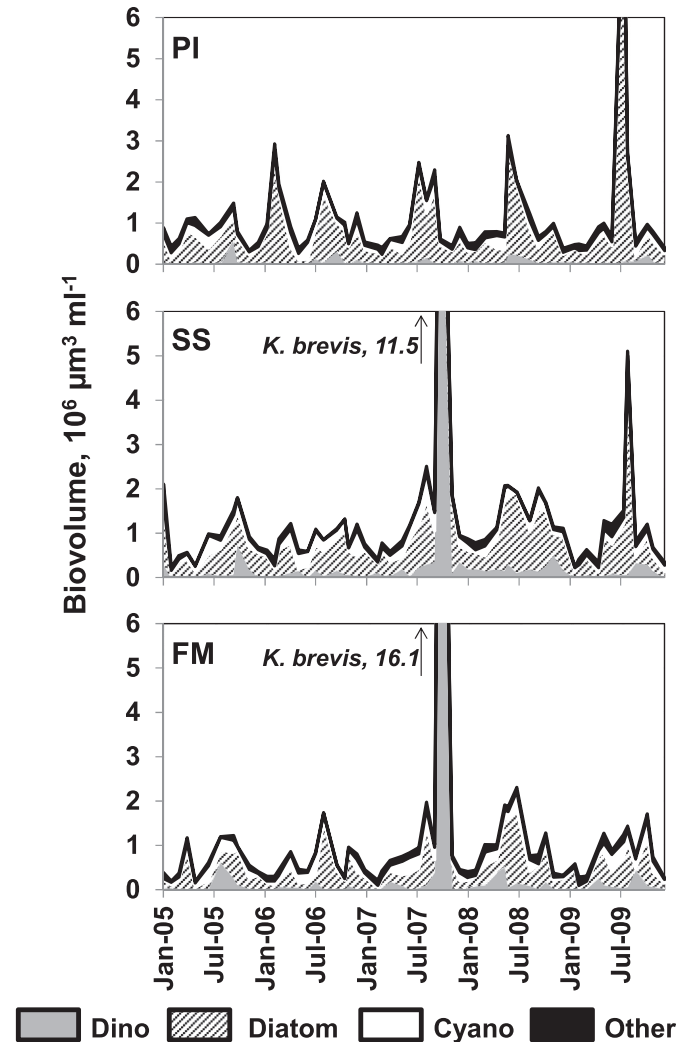 Biovolume, 10⁶ µm³ ml⁻¹
PI
6
5
4
3
2
1
0
SS
K. brevis, 11.5
6
5
4
3
2
1
0
FM
K. brevis, 16.1
6
5
4
3
2
1
0
Jan-05 Jul-05 Jan-06 Jul-06 Jan-07 Jul-07 Jan-08 Jul-08 Jan-09 Jul-09
Dino Diatom Cyano Other